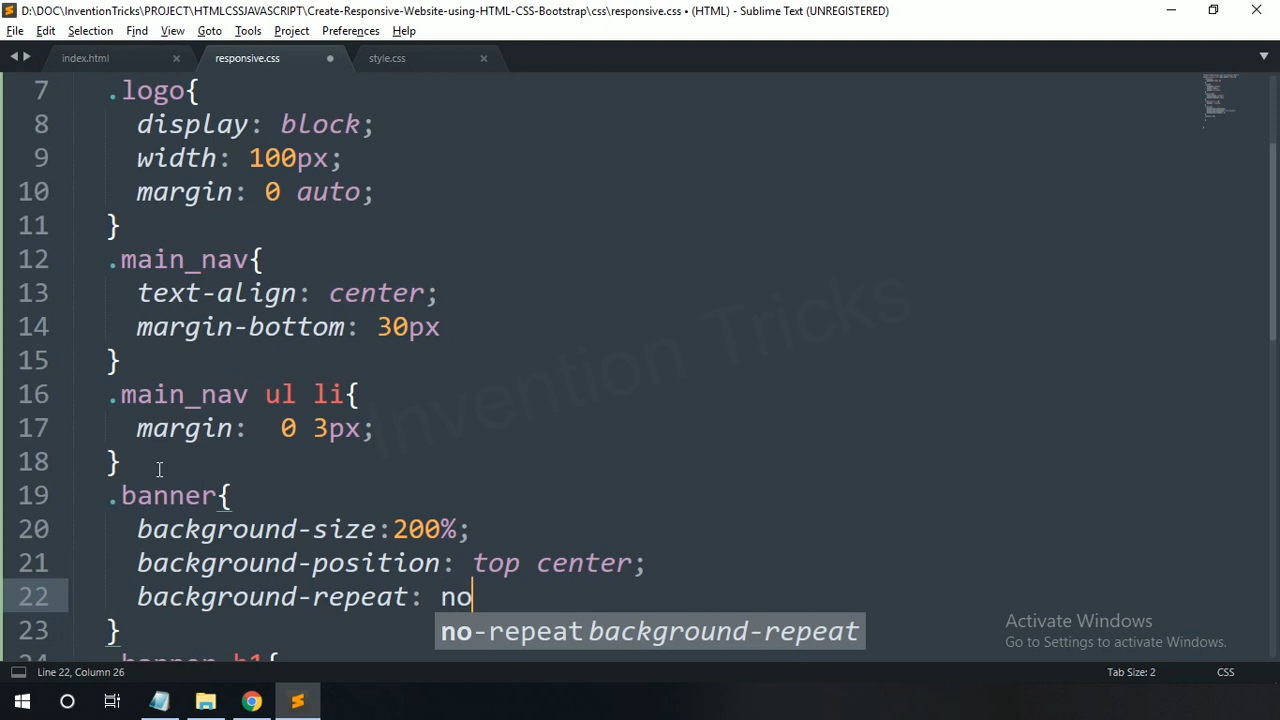 D:\DOC\InventionTricks\PROJECT\HTMLCSSJAVASCRIPT\Create-Responsive-Website-using-HTML-CSS-Bootstrap\css\responsive.css • (HTML) - Sublime Text (UNREGISTERED)
File Edit Selection Find View Goto Tools Project Preferences Help
index.html responsive.css style.css
7 .logo{
8 display: block;
9 width: 100px;
10 margin: 0 auto;
11 }
12 .main_nav{
13 text-align: center;
14 margin-bottom: 30px
15 }
16 .main_nav ul li{
17 margin:  0 3px;
18 }
19 .banner{
20 background-size:200%;
21 background-position: top center;
22 background-repeat: no
no-repeat background-repeat
23 }
24 .banner h1{
Invention Tricks
Activate Windows
Go to Settings to activate Windows.
Line 22, Column 26 Tab Size: 2 CSS